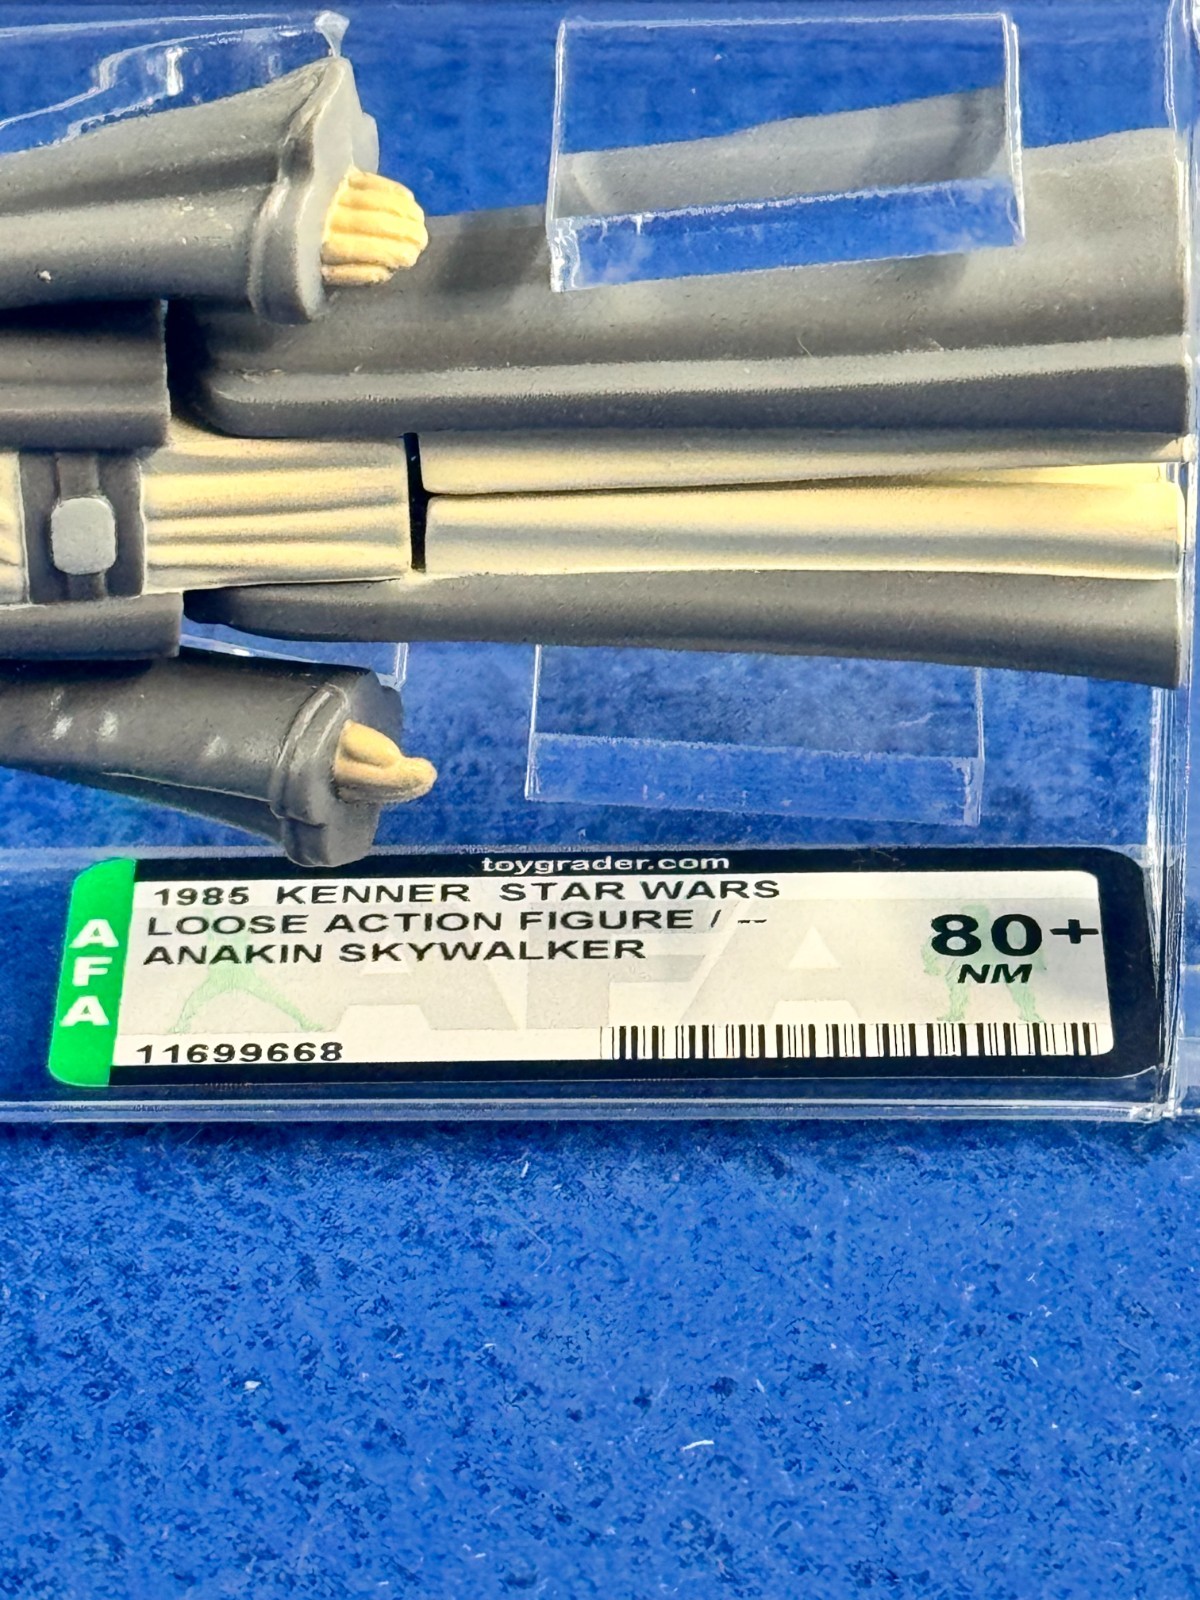 toygrader.com
1985 KENNER STAR WARS
LOOSE ACTION FIGURE / --
ANAKIN SKYWALKER
80+
NM
AFA
11699668